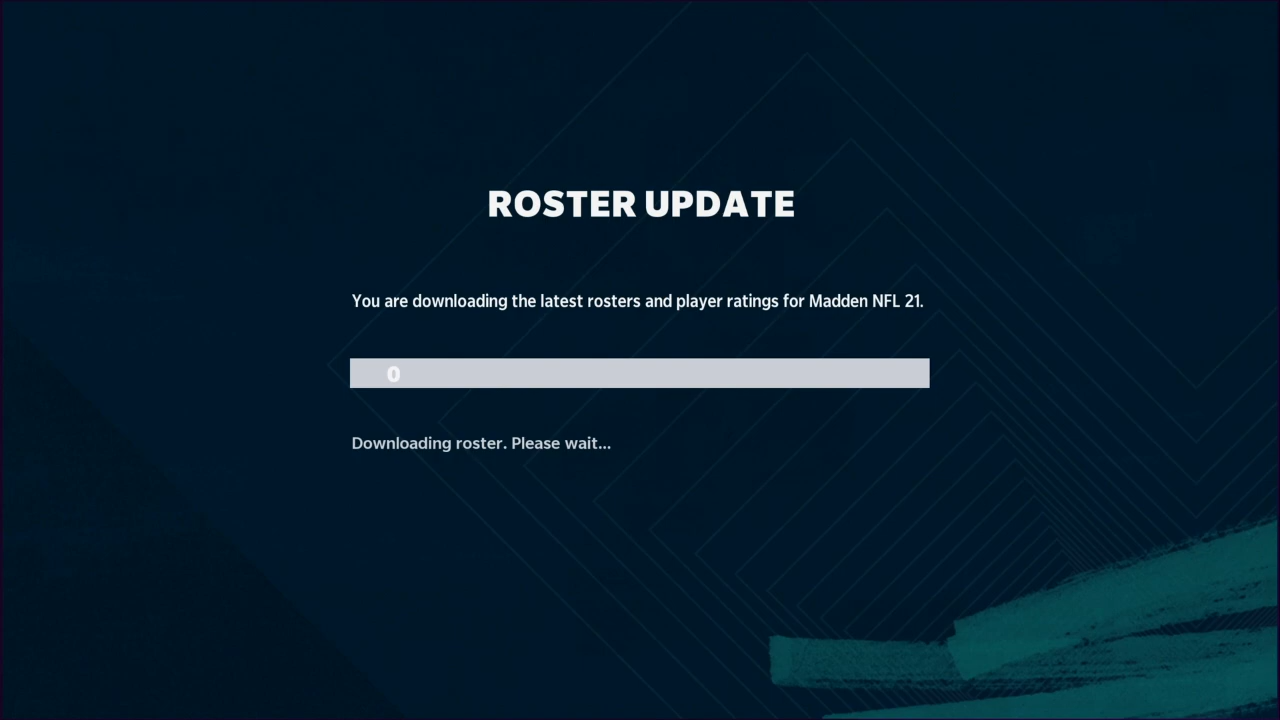 ROSTER UPDATE
You are downloading the latest rosters and player ratings for Madden NFL 21.
0
Downloading roster. Please wait...